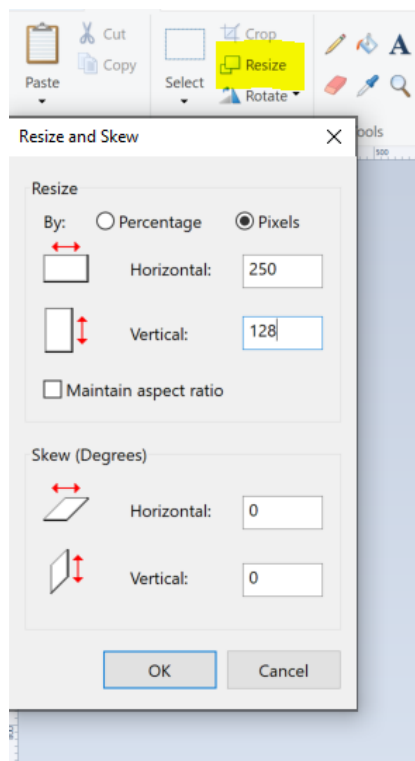 Cut
Copy
Paste
Select
Crop
Resize
Rotate
A
ools
500
Resize and Skew
Resize
By: Percentage Pixels
Horizontal: 250
Vertical: 128
Maintain aspect ratio
Skew (Degrees)
Horizontal: 0
Vertical: 0
OK Cancel